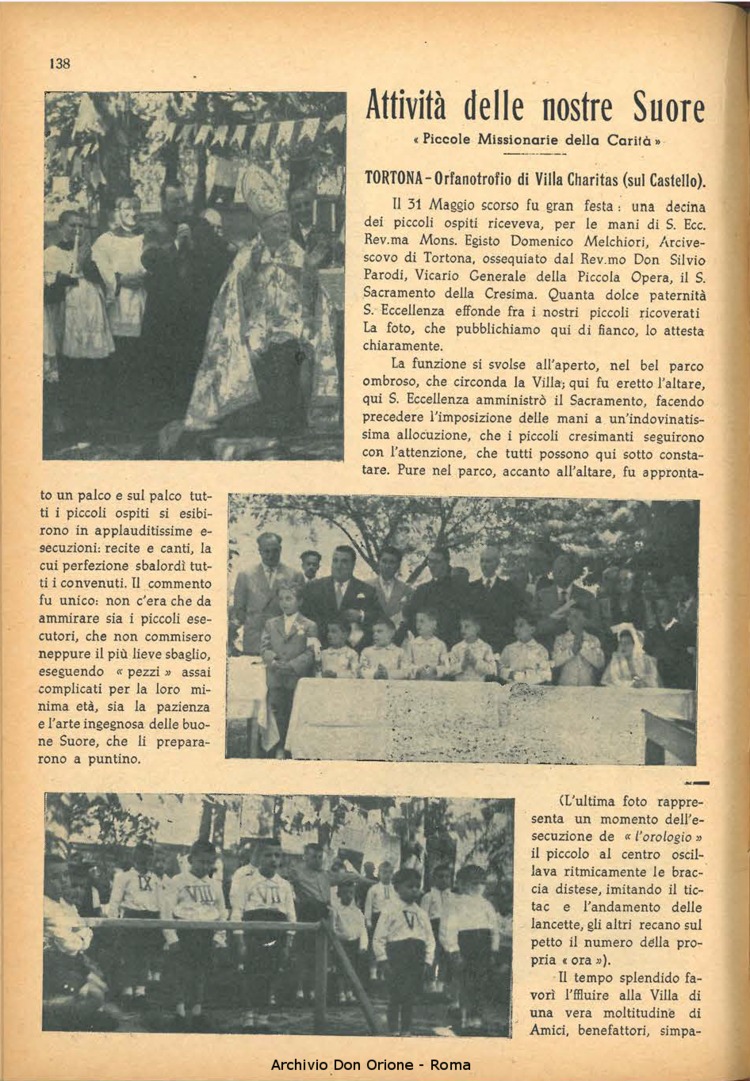 138
Attività delle nostre Suore
« Piccole Missionarie della Carità »
TORTONA - Orfanotrofio di Villa Charitas (sul Castello).
Il 31 Maggio scorso fu gran festa : una decina
dei piccoli ospiti riceveva, per le mani di S. Ecc.
Rev.ma Mons. Egisto Domenico Melchiori, Arcive-
scovo di Tortona, ossequiato dal Rev.mo Don Silvio
Parodi, Vicario Generale della Piccola Opera, il S.
Sacramento della Cresima. Quanta dolce paternità
S. Eccellenza effonde fra i nostri piccoli ricoverati
La foto, che pubblichiamo qui di fianco, lo attesta
chiaramente.
La funzione si svolse all'aperto, nel bel parco
ombroso, che circonda la Villa; qui fu eretto l'altare,
qui S. Eccellenza amministrò il Sacramento, facendo
precedere l'imposizione delle mani a un'indovinatis-
sima allocuzione, che i piccoli cresimanti seguirono
con l'attenzione, che tutti possono qui sotto consta-
tare. Pure nel parco, accanto all'altare, fu appronta-
to un palco e sul palco tut-
ti i piccoli ospiti si esibi-
rono in applauditissime e-
secuzioni: recite e canti, la
cui perfezione sbalordì tut-
ti i convenuti. Il commento
fu unico: non c'era che da
ammirare sia i piccoli ese-
cutori, che non commisero
neppure il più lieve sbaglio,
eseguendo « pezzi » assai
complicati per la loro mi-
nima età, sia la pazienza
e l'arte ingegnosa delle buo-
ne Suore, che li prepara-
rono a puntino.
IX
VIII
VII
V
(L'ultima foto rappre-
senta un momento dell'e-
secuzione de « l'orologio »
il piccolo al centro oscil-
lava ritmicamente le brac-
cia distese, imitando il tic-
tac e l'andamento delle
lancette, gli altri recano sul
petto il numero della pro-
pria « ora »).
Il tempo splendido fa-
vorì l'ffluire alla Villa di
una vera moltitudine di
Amici, benefattori, simpa-
Archivio Don Orione - Roma